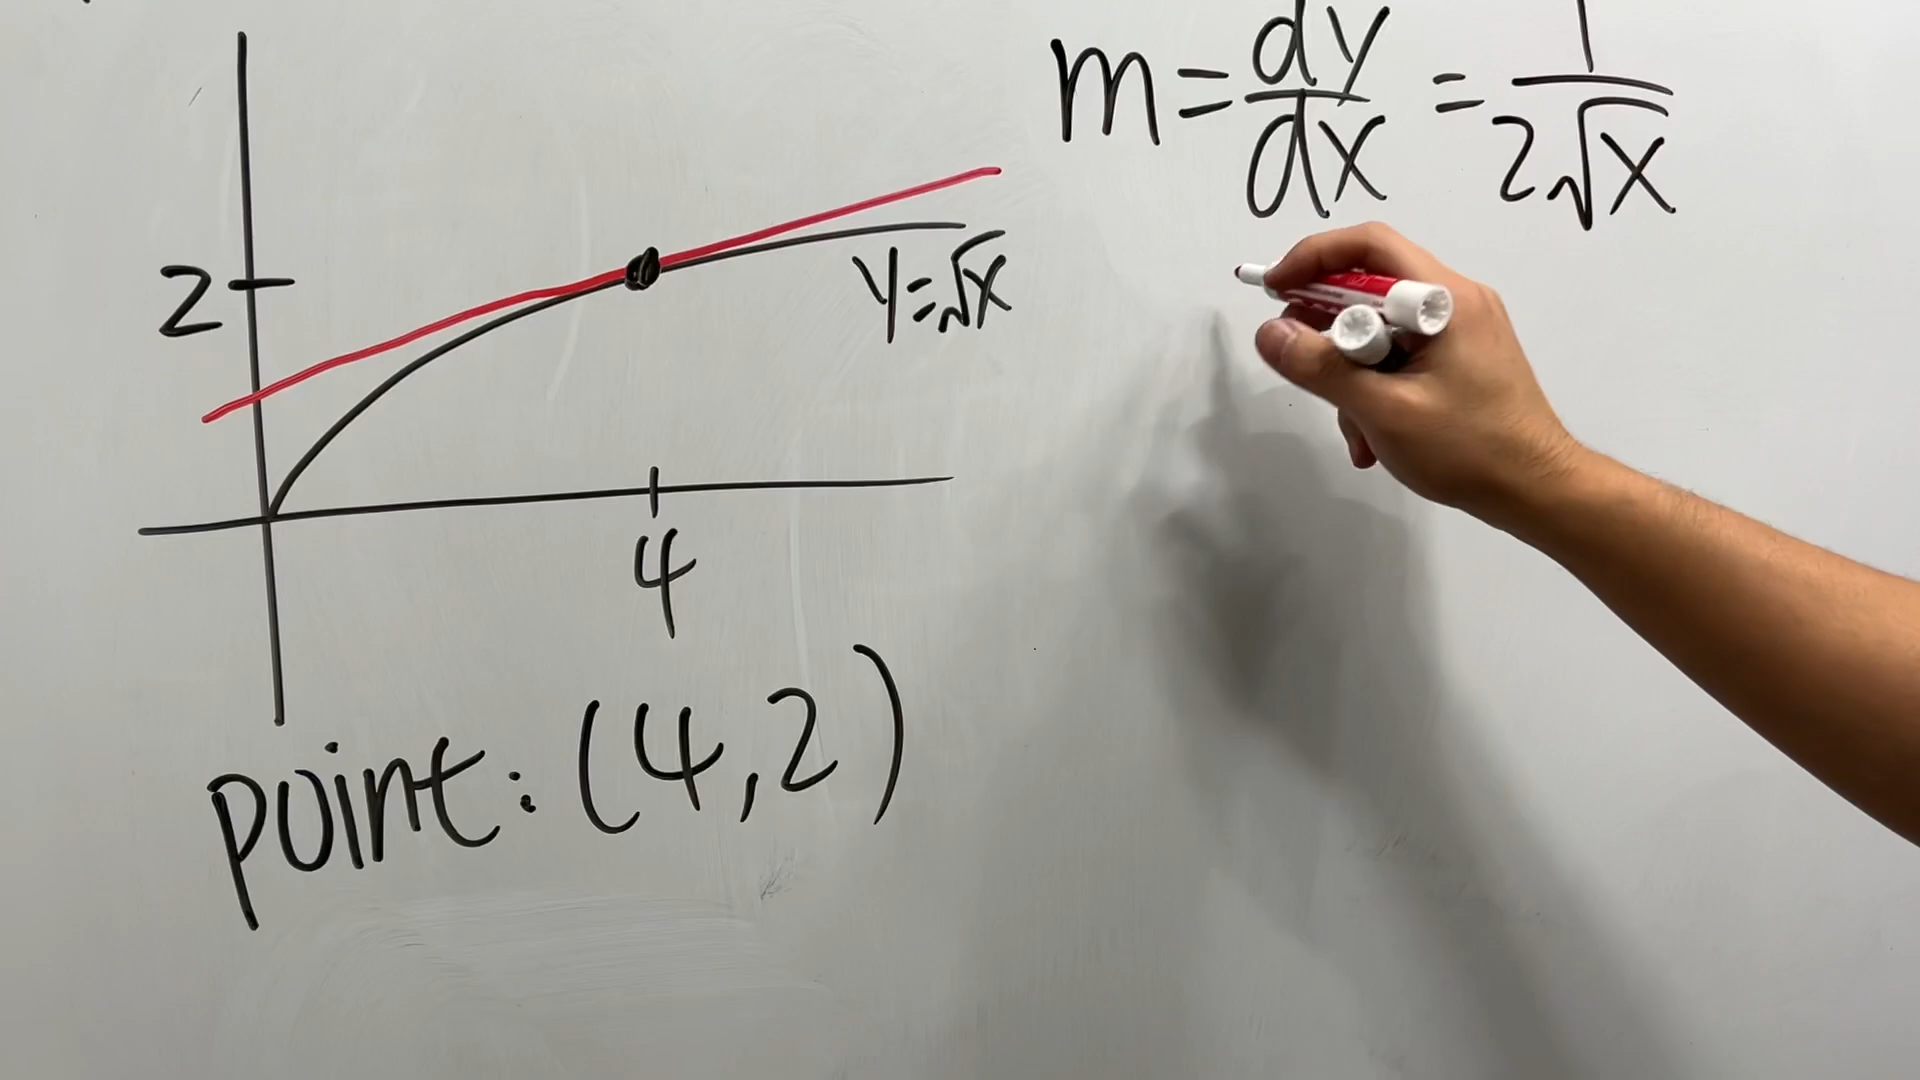 m = dy/dx = 1/(2√x)
2
y=√x
4
point: (4,2)